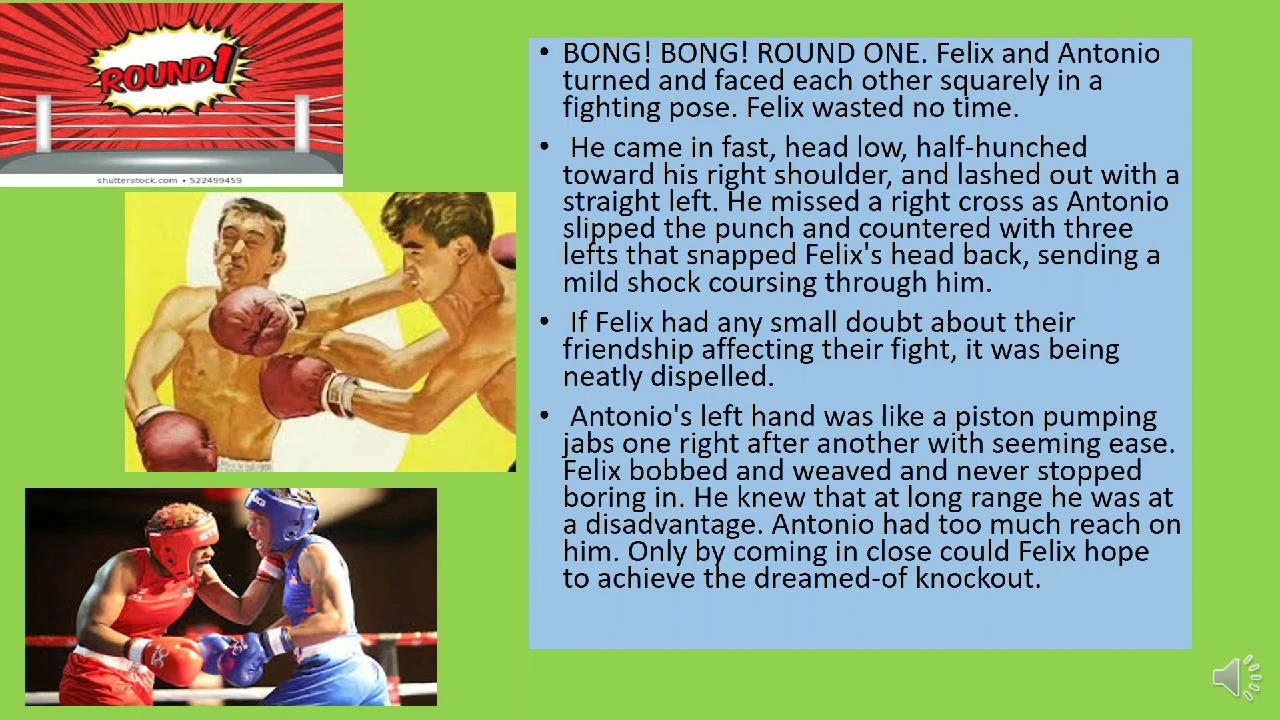 ROUND 1
shutterstock.com • 522499459
• BONG! BONG! ROUND ONE. Felix and Antonio
turned and faced each other squarely in a
fighting pose. Felix wasted no time.
• He came in fast, head low, half-hunched
toward his right shoulder, and lashed out with a
straight left. He missed a right cross as Antonio
slipped the punch and countered with three
lefts that snapped Felix's head back, sending a
mild shock coursing through him.
• If Felix had any small doubt about their
friendship affecting their fight, it was being
neatly dispelled.
• Antonio's left hand was like a piston pumping
jabs one right after another with seeming ease.
Felix bobbed and weaved and never stopped
boring in. He knew that at long range he was at
a disadvantage. Antonio had too much reach on
him. Only by coming in close could Felix hope
to achieve the dreamed-of knockout.